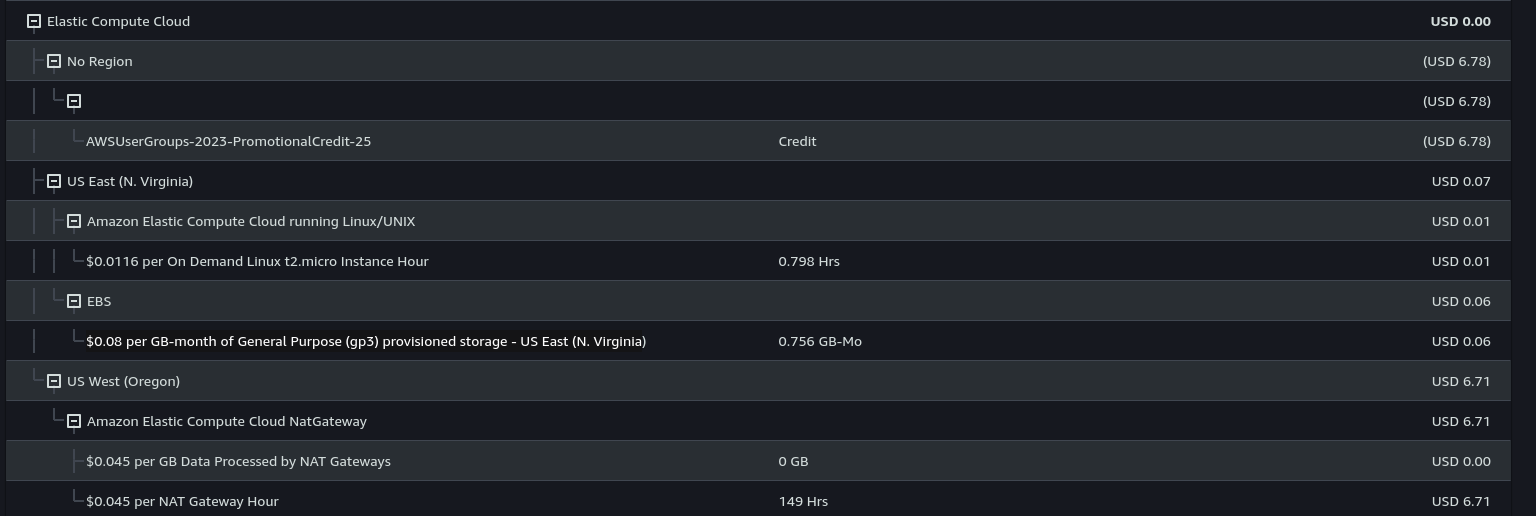 Elastic Compute Cloud USD 0.00
No Region (USD 6.78)
(USD 6.78)
AWSUserGroups-2023-PromotionalCredit-25 Credit (USD 6.78)
US East (N. Virginia) USD 0.07
Amazon Elastic Compute Cloud running Linux/UNIX USD 0.01
$0.0116 per On Demand Linux t2.micro Instance Hour 0.798 Hrs USD 0.01
EBS USD 0.06
$0.08 per GB-month of General Purpose (gp3) provisioned storage - US East (N. Virginia) 0.756 GB-Mo USD 0.06
US West (Oregon) USD 6.71
Amazon Elastic Compute Cloud NatGateway USD 6.71
$0.045 per GB Data Processed by NAT Gateways 0 GB USD 0.00
$0.045 per NAT Gateway Hour 149 Hrs USD 6.71